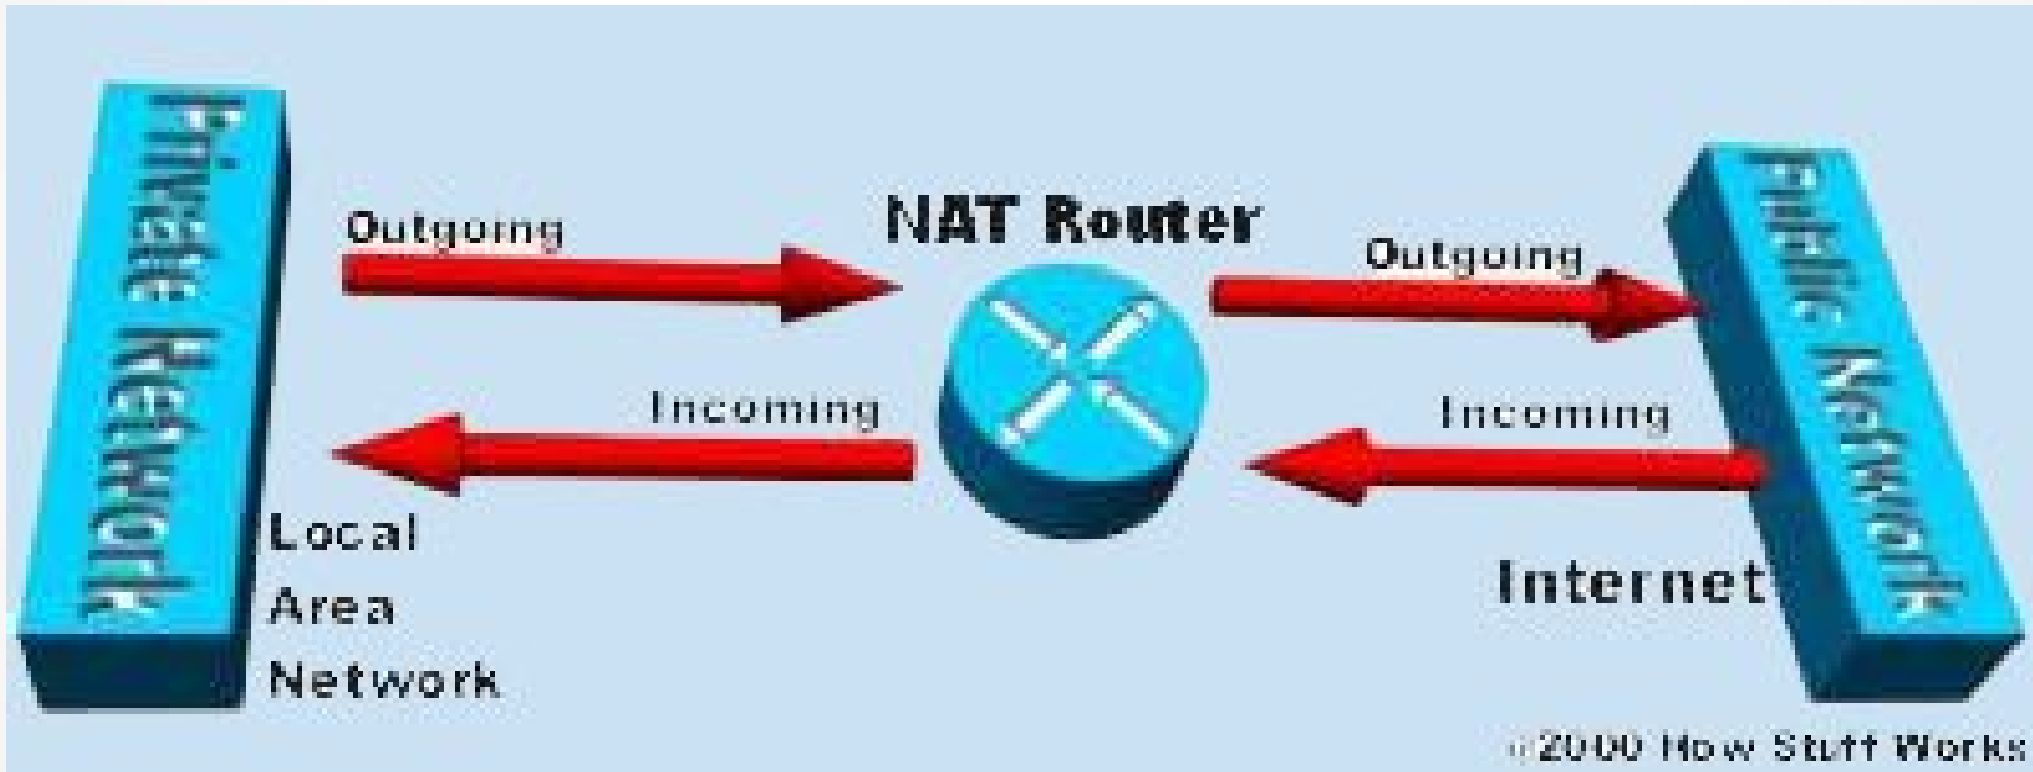 Private Network
Outgoing
NAT Router
Outgoing
Public Network
Incoming
Incoming
Local
Area
Network
Internet
©2000 How Stuff Works